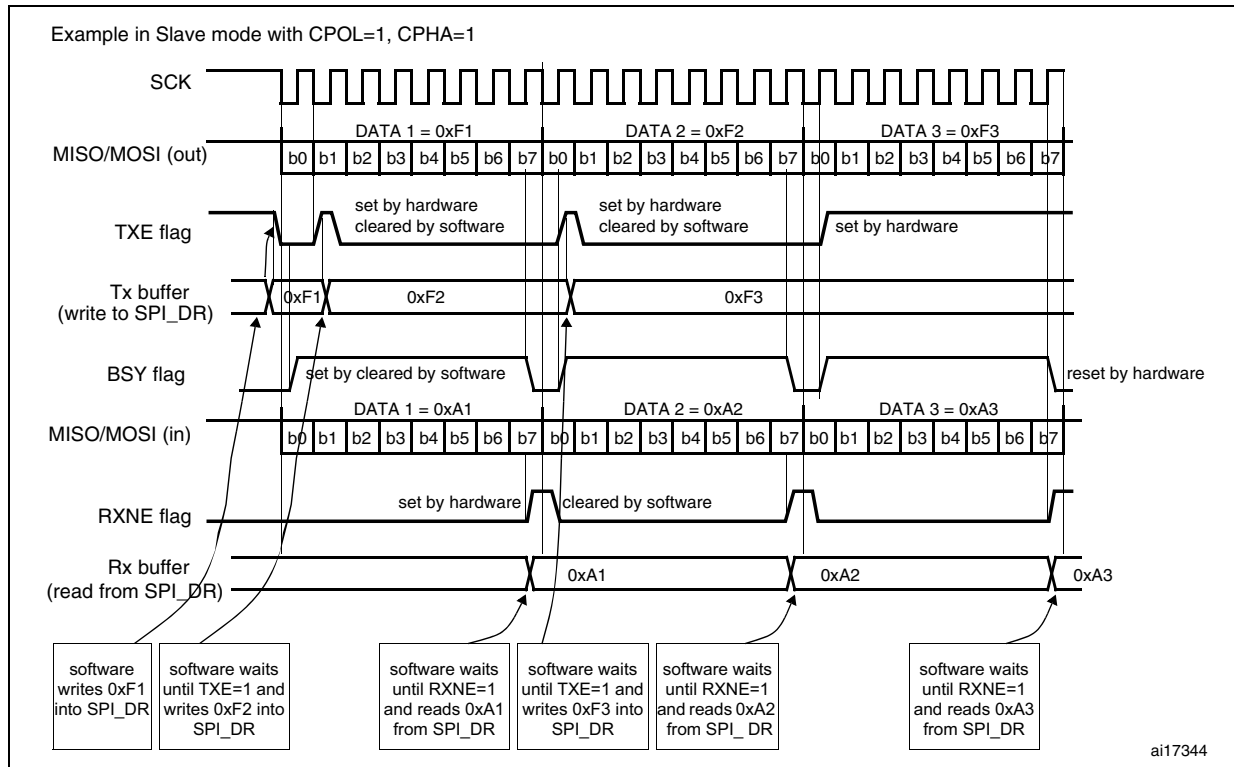 Example in Slave mode with CPOL=1, CPHA=1
SCK
DATA 1 = 0xF1 DATA 2 = 0xF2 DATA 3 = 0xF3
MISO/MOSI (out)
b0 b1 b2 b3 b4 b5 b6 b7 b0 b1 b2 b3 b4 b5 b6 b7 b0 b1 b2 b3 b4 b5 b6 b7
TXE flag
set by hardware
cleared by software
set by hardware
cleared by software
set by hardware
Tx buffer
(write to SPI_DR)
0xF1 0xF2 0xF3
BSY flag
set by cleared by software
reset by hardware
DATA 1 = 0xA1 DATA 2 = 0xA2 DATA 3 = 0xA3
MISO/MOSI (in)
b0 b1 b2 b3 b4 b5 b6 b7 b0 b1 b2 b3 b4 b5 b6 b7 b0 b1 b2 b3 b4 b5 b6 b7
RXNE flag
set by hardware
cleared by software
Rx buffer
(read from SPI_DR)
0xA1 0xA2 0xA3
software
writes 0xF1
into SPI_DR
software waits
until TXE=1 and
writes 0xF2 into
SPI_DR
software waits
until RXNE=1
and reads 0xA1
from SPI_DR
software waits
until TXE=1 and
writes 0xF3 into
SPI_DR
software waits
until RXNE=1
and reads 0xA2
from SPI_ DR
software waits
until RXNE=1
and reads 0xA3
from SPI_DR
ai17344